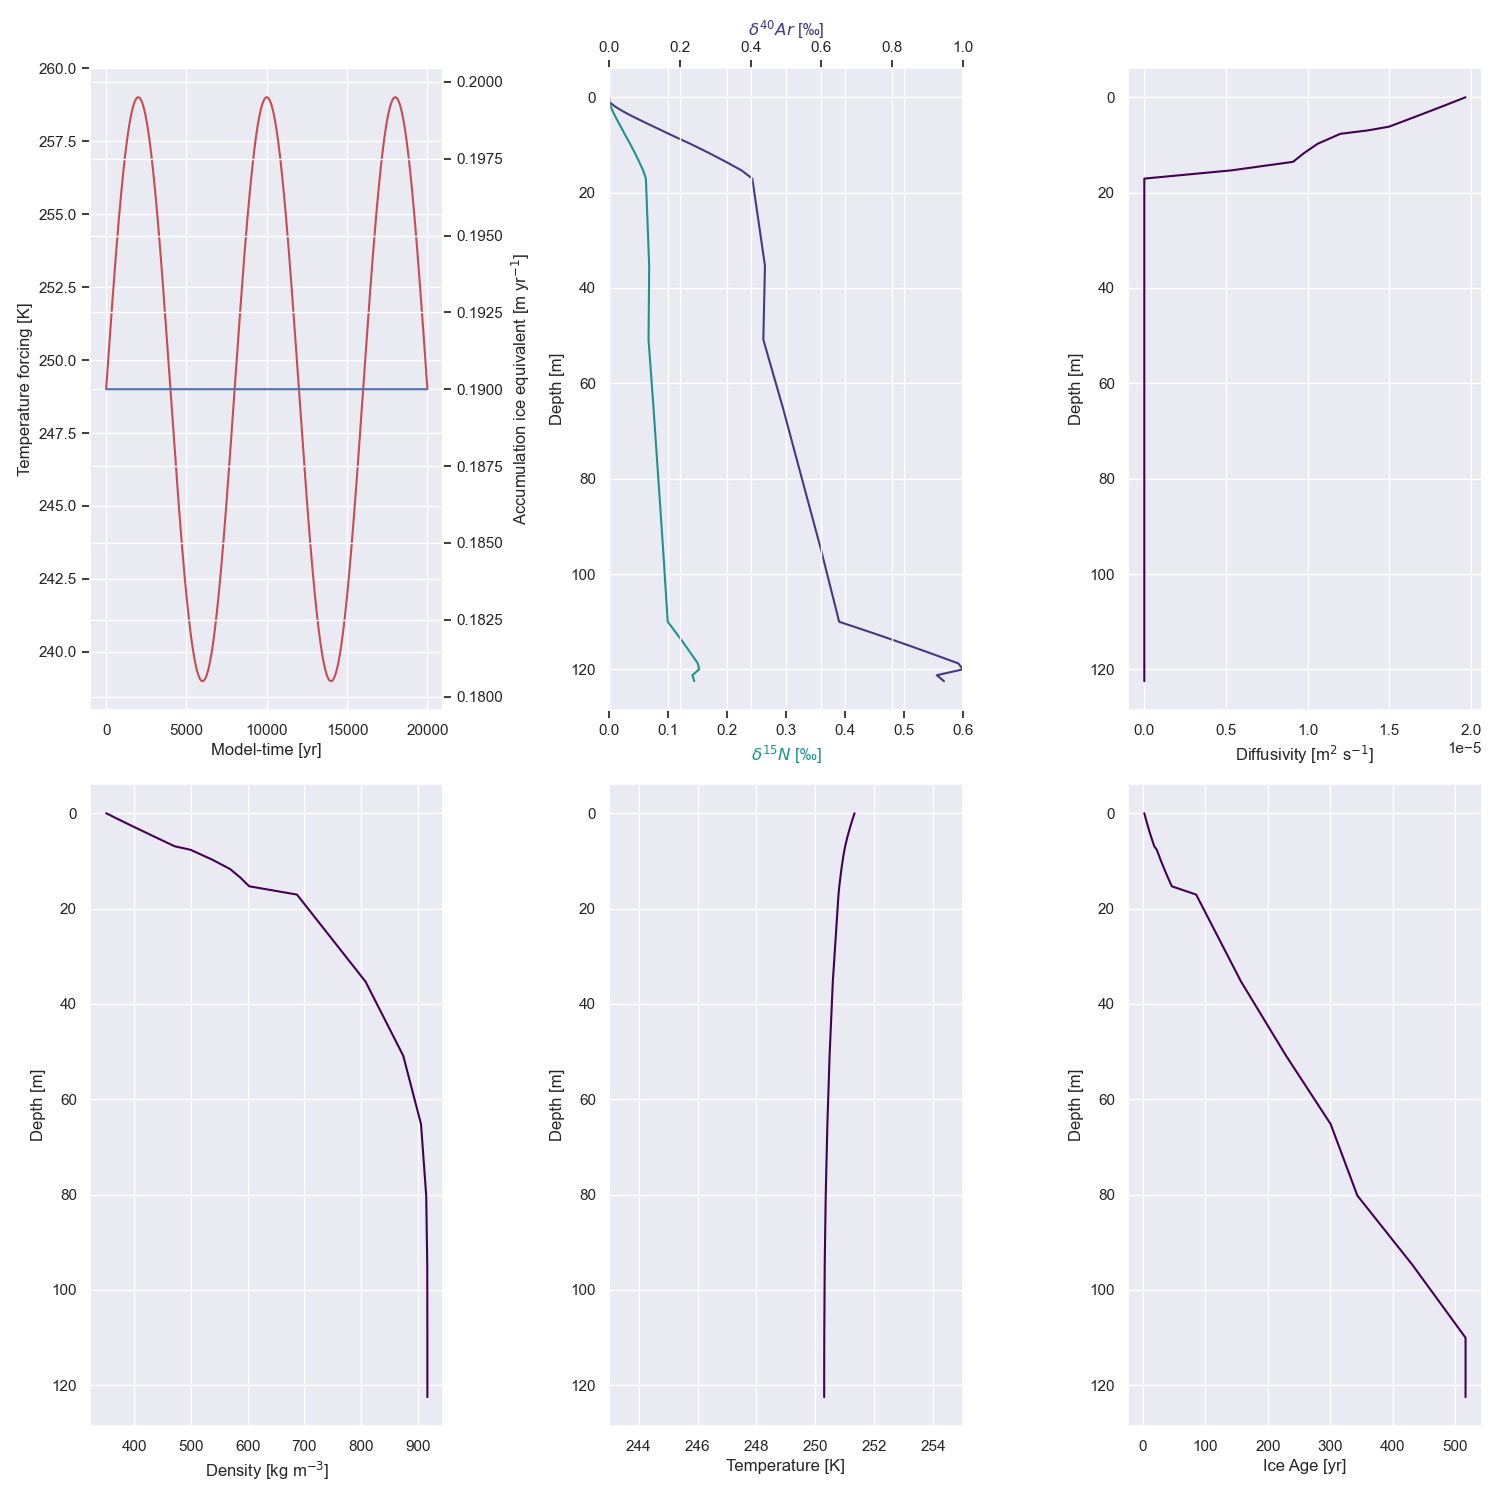 260.0
257.5
255.0
252.5
250.0
247.5
245.0
242.5
240.0
Temperature forcing [K]
0 5000 10000 15000 20000
Model-time [yr]
0.2000
0.1975
0.1950
0.1925
0.1900
0.1875
0.1850
0.1825
0.1800
Accumulation ice equivalent [m yr⁻¹]
δ⁴⁰Ar [‰]
0.0 0.2 0.4 0.6 0.8 1.0
0
20
40
60
80
100
120
Depth [m]
0.0 0.1 0.2 0.3 0.4 0.5 0.6
δ¹⁵N [‰]
0
20
40
60
80
100
120
Depth [m]
0.0 0.5 1.0 1.5 2.0
1e−5
Diffusivity [m² s⁻¹]
0
20
40
60
80
100
120
Depth [m]
400 500 600 700 800 900
Density [kg m⁻³]
0
20
40
60
80
100
120
Depth [m]
244 246 248 250 252 254
Temperature [K]
0
20
40
60
80
100
120
Depth [m]
0 100 200 300 400 500
Ice Age [yr]